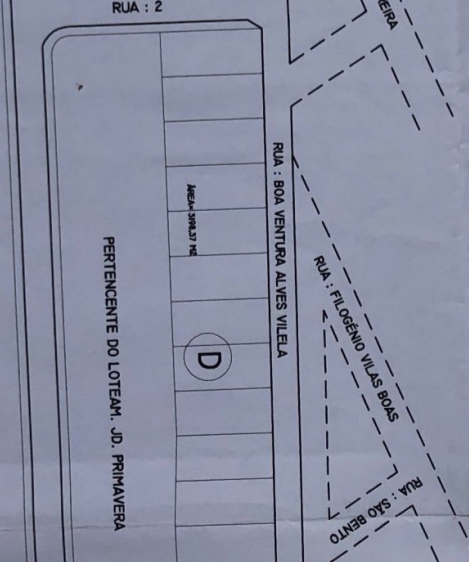 RUA : 2
EIRA
RUA : BOA VENTURA ALVES VILELA
RUA : FILOGÊNIO VILAS BOAS
D
PERTENCENTE DO LOTEAM. JD. PRIMAVERA
RUA : SÃO BENTO